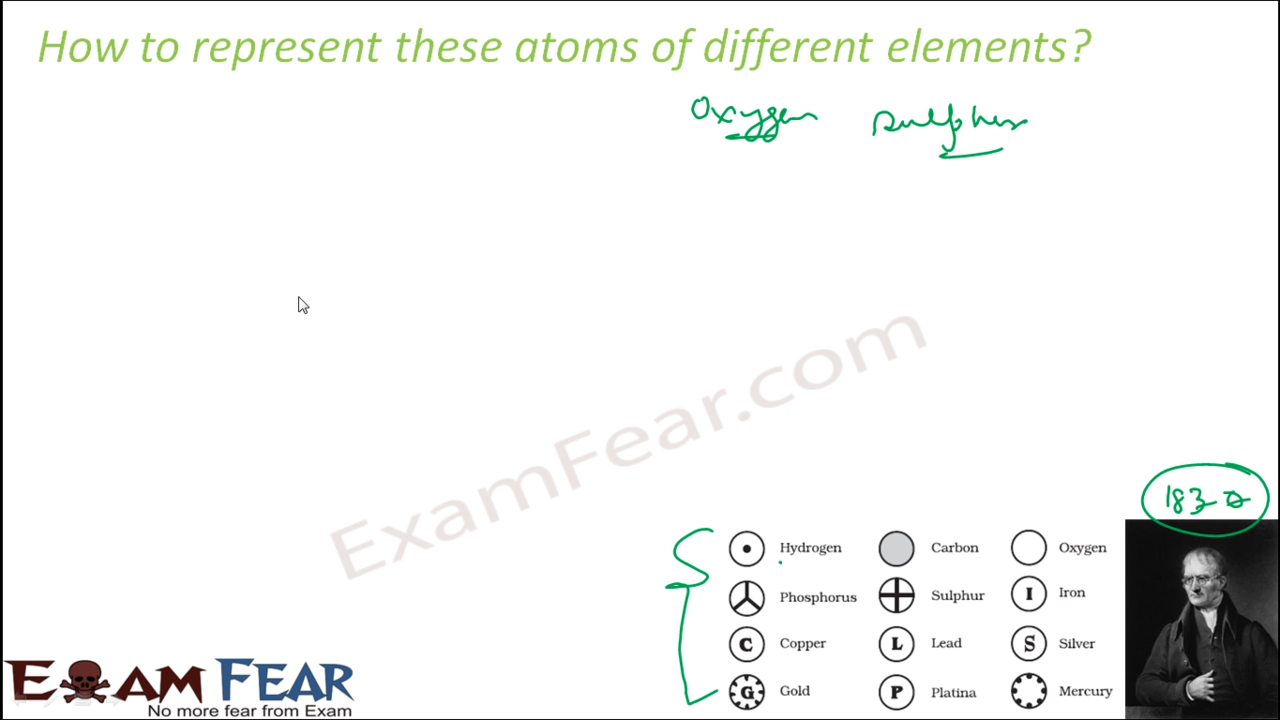 How to represent these atoms of different elements?
Oxygen Sulphur
ExamFear.com
Hydrogen Carbon Oxygen
Phosphorus Sulphur I Iron
C Copper L Lead S Silver
G Gold P Platina Mercury
EXAM FEAR
No more fear from Exam